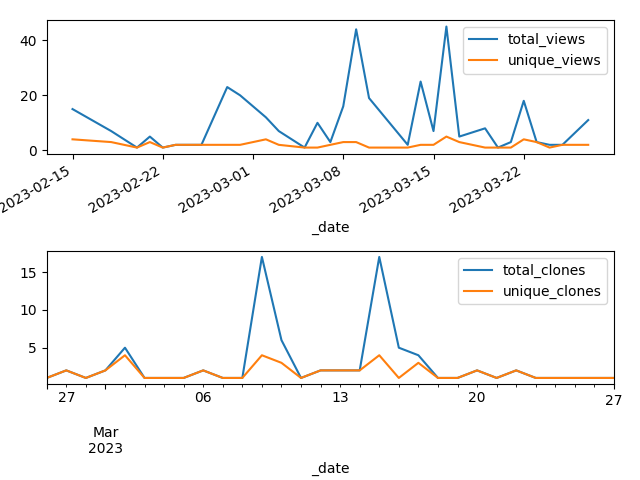 total_views
unique_views
40
20
0
2023-02-15
2023-02-22
2023-03-01
2023-03-08
2023-03-15
2023-03-22
_date
total_clones
unique_clones
15
10
5
27
06
13
20
27
Mar
2023
_date